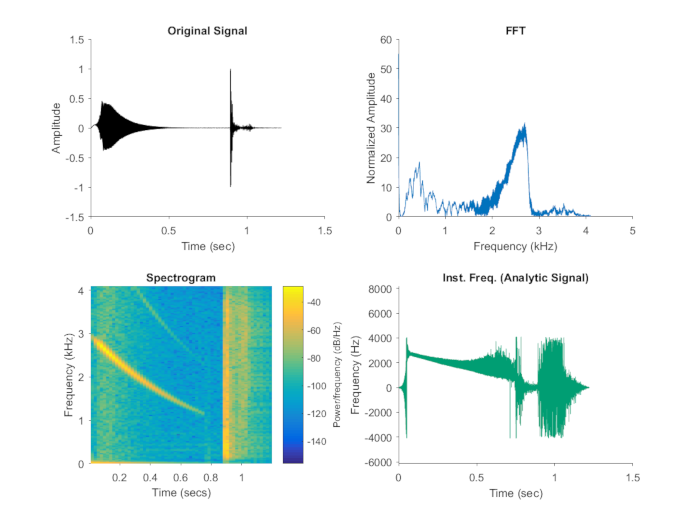 Original Signal
1.5
1
0.5
0
-0.5
-1
-1.5
0 0.5 1 1.5
Amplitude
Time (sec)
FFT
60
50
40
30
20
10
0
0 1 2 3 4 5
Normalized Amplitude
Frequency (kHz)
Spectrogram
4
3
2
1
0
0.2 0.4 0.6 0.8 1
Frequency (kHz)
Time (secs)
-40
-60
-80
-100
-120
-140
Power/frequency (dB/Hz)
Inst. Freq. (Analytic Signal)
8000
6000
4000
2000
0
-2000
-4000
-6000
0 0.5 1 1.5
Frequency (Hz)
Time (sec)